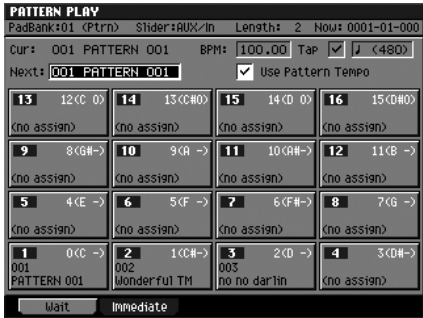 PATTERN PLAY
PadBank:01 (Ptrn) Slider:AUX/In Length: 2 Now: 0001-01-000
Cur: 001 PATTERN 001 BPM: 100.00 Tap ♩ (480)
Next: 001 PATTERN 001 Use Pattern Tempo
13 12(C 0) 14 13(C#0) 15 14(D 0) 16 15(D#0)
(no assign) (no assign) (no assign) (no assign)
9 8(G#-) 10 9(A -) 11 10(A#-) 12 11(B -)
(no assign) (no assign) (no assign) (no assign)
5 4(E -) 6 5(F -) 7 6(F#-) 8 7(G -)
(no assign) (no assign) (no assign) (no assign)
1 0(C -) 2 1(C#-) 3 2(D -) 4 3(D#-)
001 002 003
PATTERN 001 Wonderful TM no no darlin (no assign)
Wait Immediate